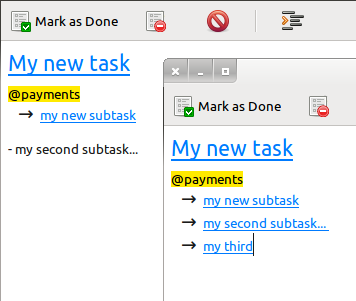 Mark as Done
My new task
@payments
→ my new subtask
- my second subtask...
Mark as Done
My new task
@payments
→ my new subtask
→ my second subtask...
→ my third